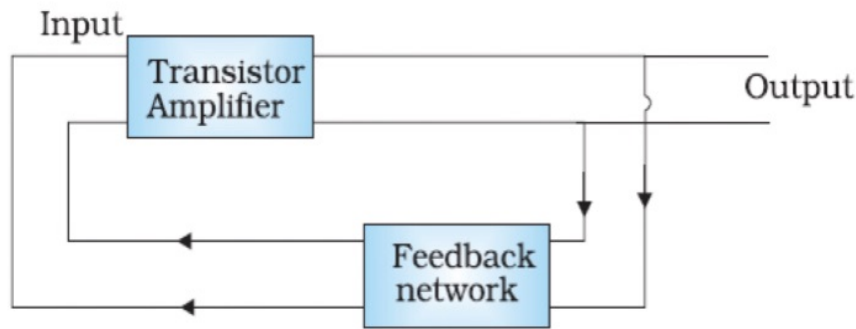 Input
Transistor
Amplifier
Output
Feedback
network